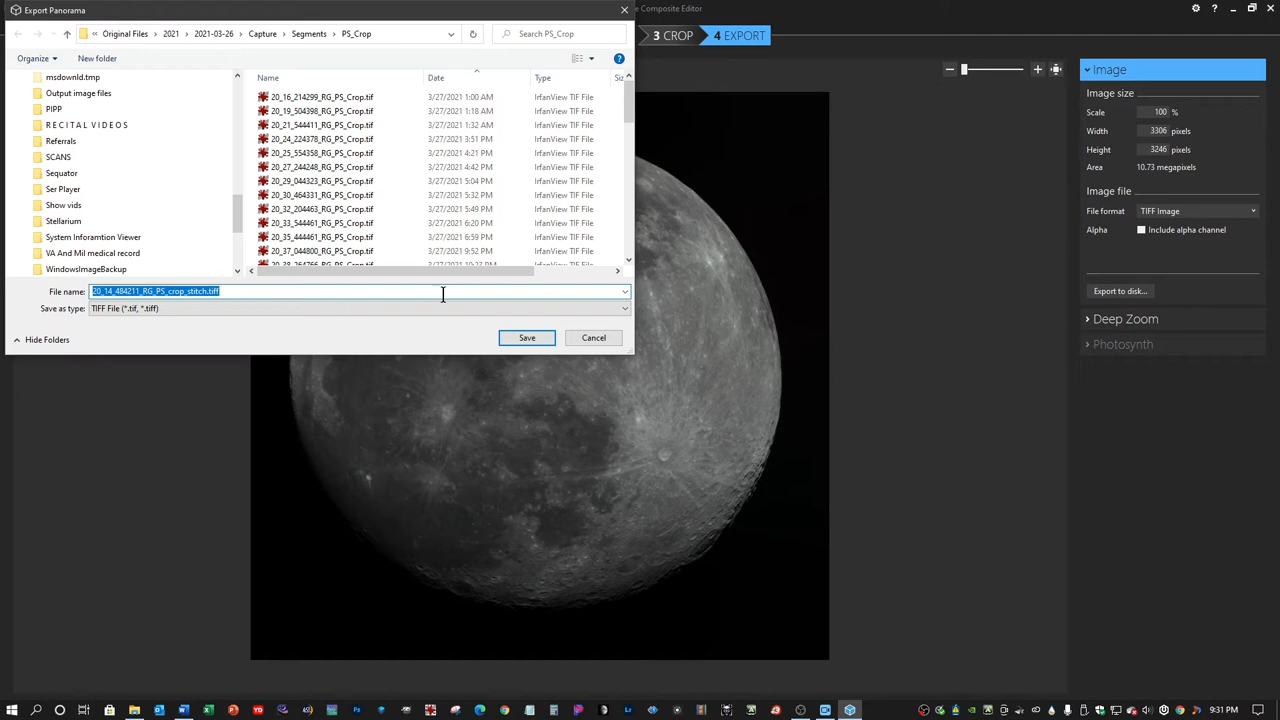 Export Panorama
e Composite Editor
Original Files > 2021 > 2021-03-26 > Capture > Segments > PS_Crop
Search PS_Crop
3 CROP
4 EXPORT
Organize
New folder
msdownld.tmp
Output image files
PIPP
R E C I T A L  V I D E O S
Referrals
SCANS
Sequator
Ser Player
Show vids
Stellarium
System Inforamtion Viewer
VA And Mil medical record
WindowsImageBackup
Name Date Type Siz
20_16_214299_RG_PS_Crop.tif 3/27/2021 1:00 AM IrfanView TIF File
20_19_504398_RG_PS_Crop.tif 3/27/2021 1:18 AM IrfanView TIF File
20_21_544411_RG_PS_Crop.tif 3/27/2021 1:32 AM IrfanView TIF File
20_24_224378_RG_PS_Crop.tif 3/27/2021 3:51 PM IrfanView TIF File
20_25_554358_RG_PS_Crop.tif 3/27/2021 4:21 PM IrfanView TIF File
20_27_244248_RG_PS_Crop.tif 3/27/2021 4:42 PM IrfanView TIF File
20_29_044323_RG_PS_Crop.tif 3/27/2021 5:04 PM IrfanView TIF File
20_30_464331_RG_PS_Crop.tif 3/27/2021 5:32 PM IrfanView TIF File
20_32_204463_RG_PS_Crop.tif 3/27/2021 5:49 PM IrfanView TIF File
20_33_544461_RG_PS_Crop.tif 3/27/2021 6:20 PM IrfanView TIF File
20_35_444461_RG_PS_Crop.tif 3/27/2021 6:59 PM IrfanView TIF File
20_37_044800_RG_PS_Crop.tif 3/27/2021 9:52 PM IrfanView TIF File
File name: 20_14_484211_RG_PS_crop_stitch.tiff
Save as type: TIFF File (*.tif, *.tiff)
Hide Folders
Save
Cancel
Image
Image size
Scale 100 %
Width 3306 pixels
Height 3246 pixels
Area 10.73 megapixels
Image file
File format TIFF Image
Alpha Include alpha channel
Export to disk...
Deep Zoom
Photosynth
9:31 PM